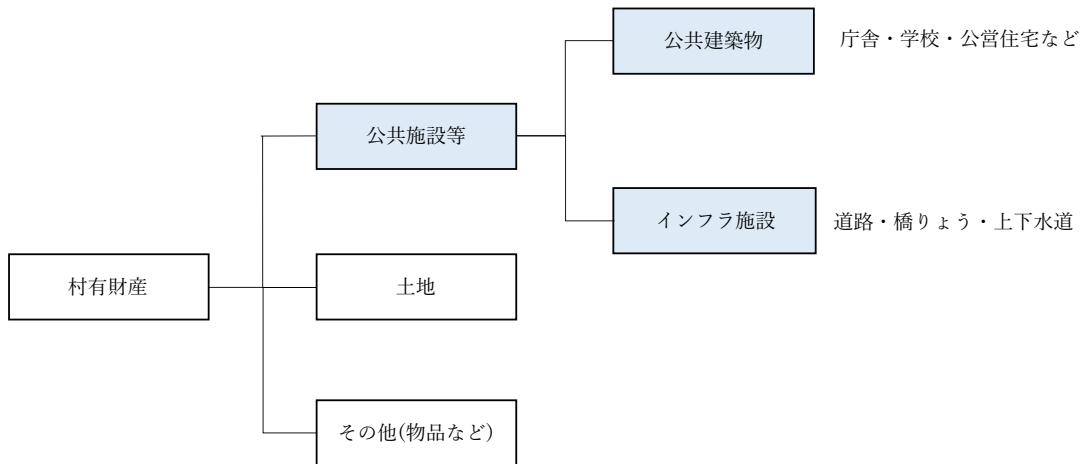 公共建築物
庁舎・学校・公営住宅など
公共施設等
インフラ施設
道路・橋りょう・上下水道
村有財産
土地
その他(物品など)